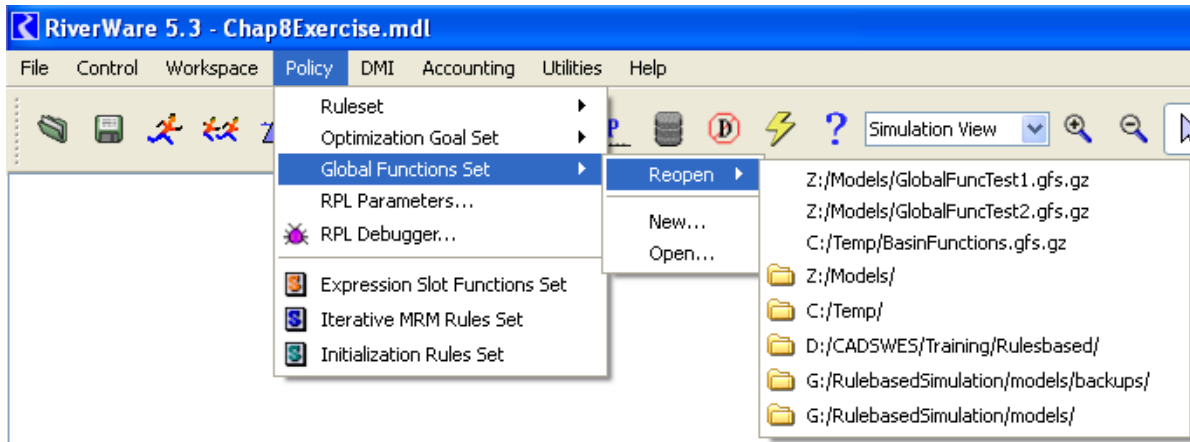 RiverWare 5.3 - Chap8Exercise.mdl
File Control Workspace Policy DMI Accounting Utilities Help
Simulation View
Ruleset
Optimization Goal Set
Global Functions Set
RPL Parameters...
RPL Debugger...
Expression Slot Functions Set
Iterative MRM Rules Set
Initialization Rules Set
Reopen
New...
Open...
Z:/Models/GlobalFuncTest1.gfs.gz
Z:/Models/GlobalFuncTest2.gfs.gz
C:/Temp/BasinFunctions.gfs.gz
Z:/Models/
C:/Temp/
D:/CADSWES/Training/Rulesbased/
G:/RulebasedSimulation/models/backups/
G:/RulebasedSimulation/models/